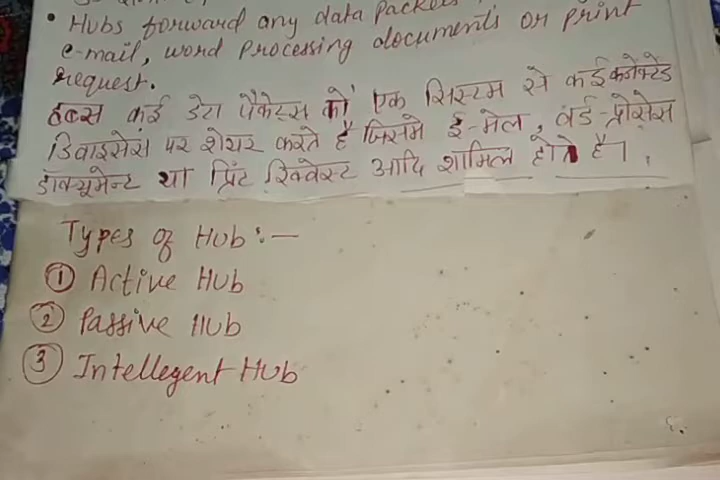 • Hubs forward any data packets,
e-mail, word processing documents or print
request.
हब्स कई डेटा पैकेट्स को एक सिस्टम से कई कनेक्टेड
डिवाइसेस पर शेयर करते है जिसमे ई-मेल, वर्ड-प्रोसेस
डॉक्यूमेन्ट या प्रिंट रिक्वेस्ट आदि शामिल होते है।
Types of Hub:-
① Active Hub
② Passive Hub
③ Intellegent Hub